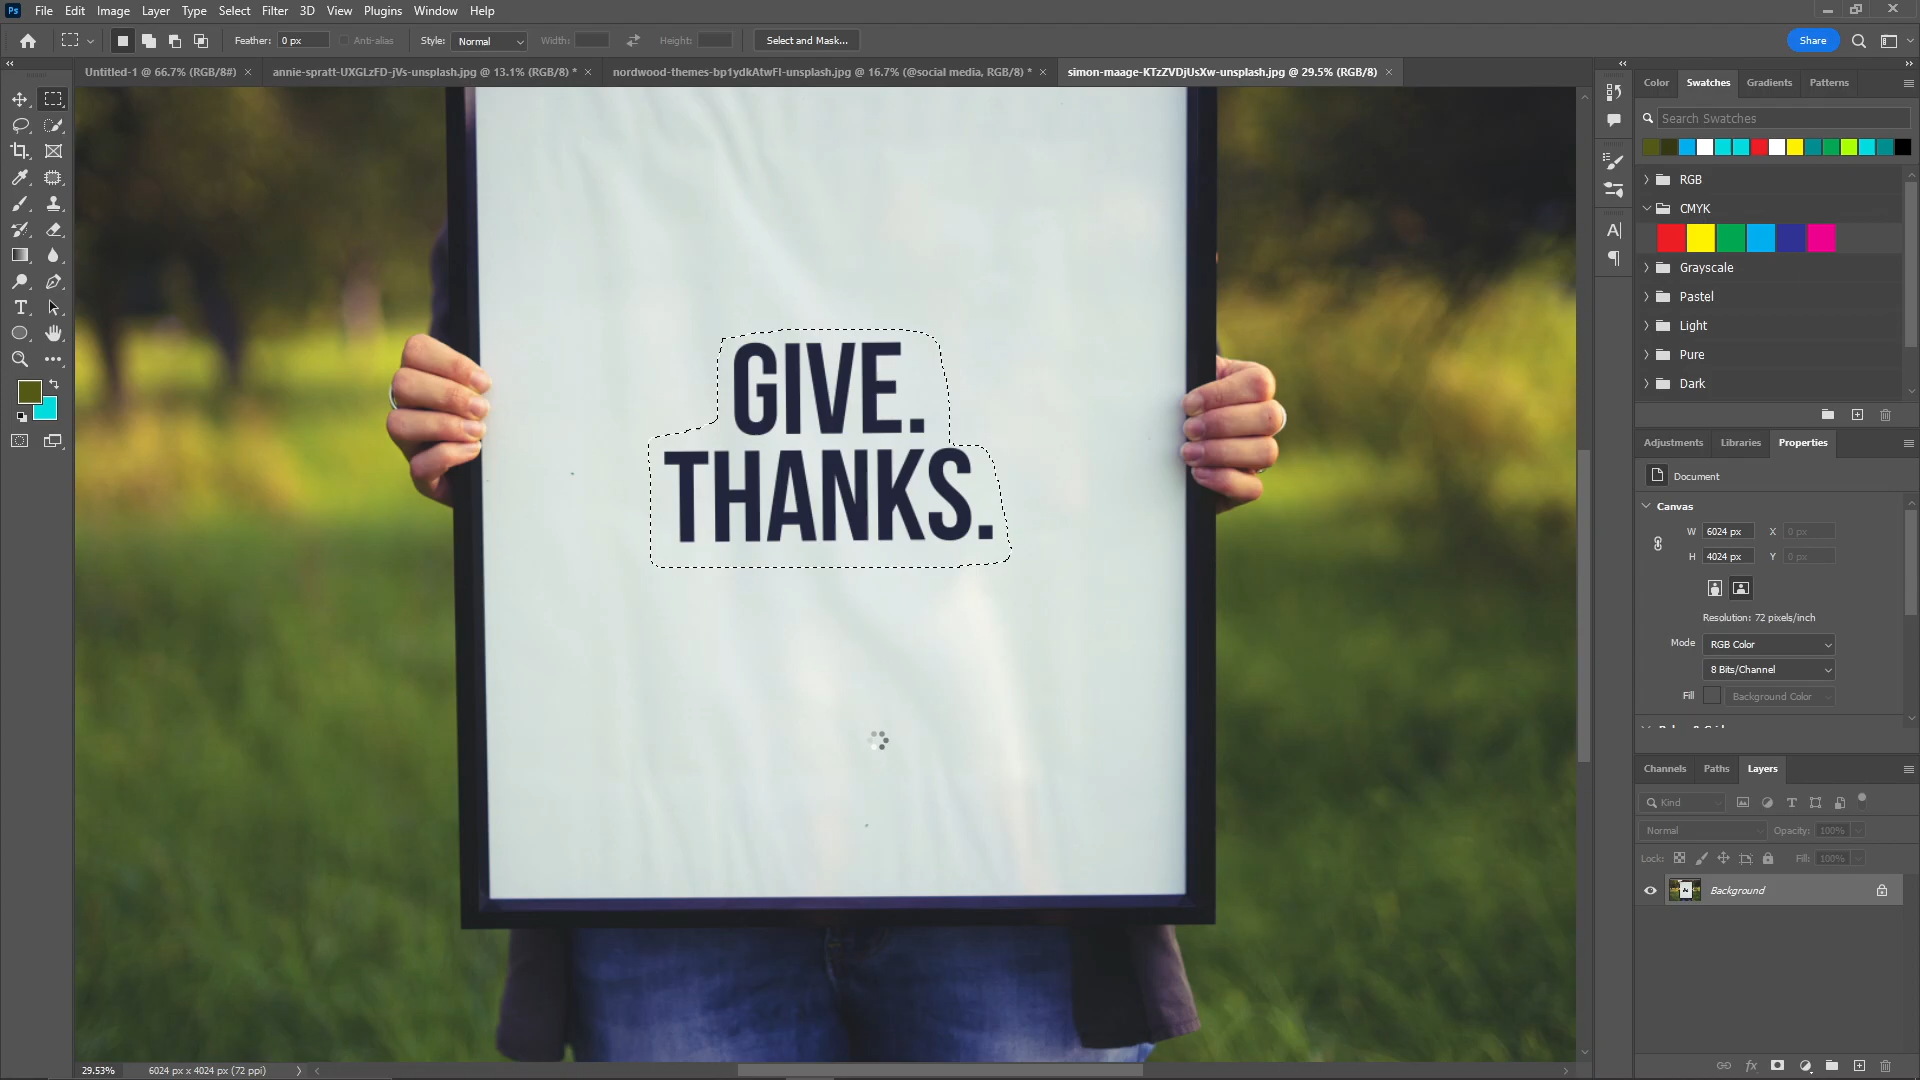 Ps File Edit Image Layer Type Select Filter 3D View Plugins Window Help
Feather: 0 px Anti-alias Style: Normal Width: Height: Select and Mask... Share
Untitled-1 @ 66.7% (RGB/8#) annie-spratt-UXGLzFD-jVs-unsplash.jpg @ 13.1% (RGB/8) * nordwood-themes-bp1ydkAtwFI-unsplash.jpg @ 16.7% (@social media, RGB/8) * simon-maage-KTzZVDjUsXw-unsplash.jpg @ 29.5% (RGB/8)
GIVE.
THANKS.
Color Swatches Gradients Patterns
Search Swatches
RGB
CMYK
Grayscale
Pastel
Light
Pure
Dark
Adjustments Libraries Properties
Document
Canvas
W 6024 px X 0 px
H 4024 px Y 0 px
Resolution: 72 pixels/inch
Mode RGB Color
8 Bits/Channel
Fill Background Color
Channels Paths Layers
Kind
Normal Opacity: 100%
Lock: Fill: 100%
Background
fx
29.53% 6024 px x 4024 px (72 ppi)